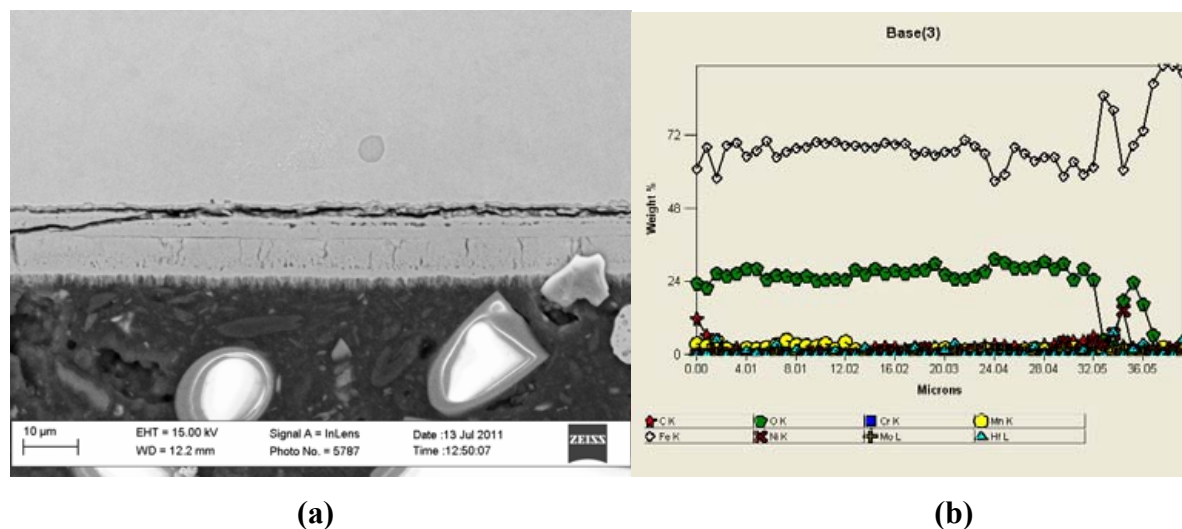 10 µm
EHT = 15.00 kV
WD = 12.2 mm
Signal A = InLens
Photo No. = 5787
Date :13 Jul 2011
Time :12:50:07
ZEISS
Base(3)
Weight %
72
48
24
0
0.00 4.01 8.01 12.02 16.02 20.03 24.04 28.04 32.05 36.05
Microns
C K O K Cr K Mn K
Fe K Ni K Mo L Hf L
(a) (b)